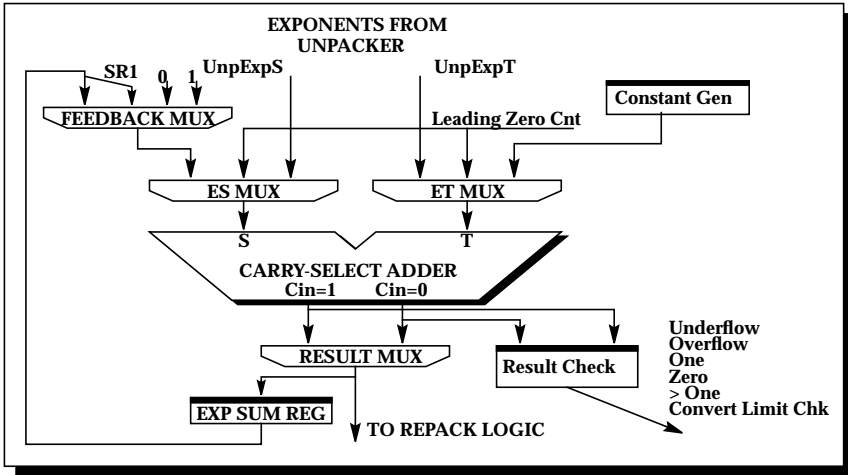 EXPONENTS FROM
UNPACKER
SR1
0
1
UnpExpS
UnpExpT
Constant Gen
FEEDBACK MUX
Leading Zero Cnt
ES MUX
ET MUX
S
T
CARRY-SELECT ADDER
Cin=1
Cin=0
RESULT MUX
Result Check
Underflow
Overflow
One
Zero
> One
Convert Limit Chk
EXP SUM REG
TO REPACK LOGIC